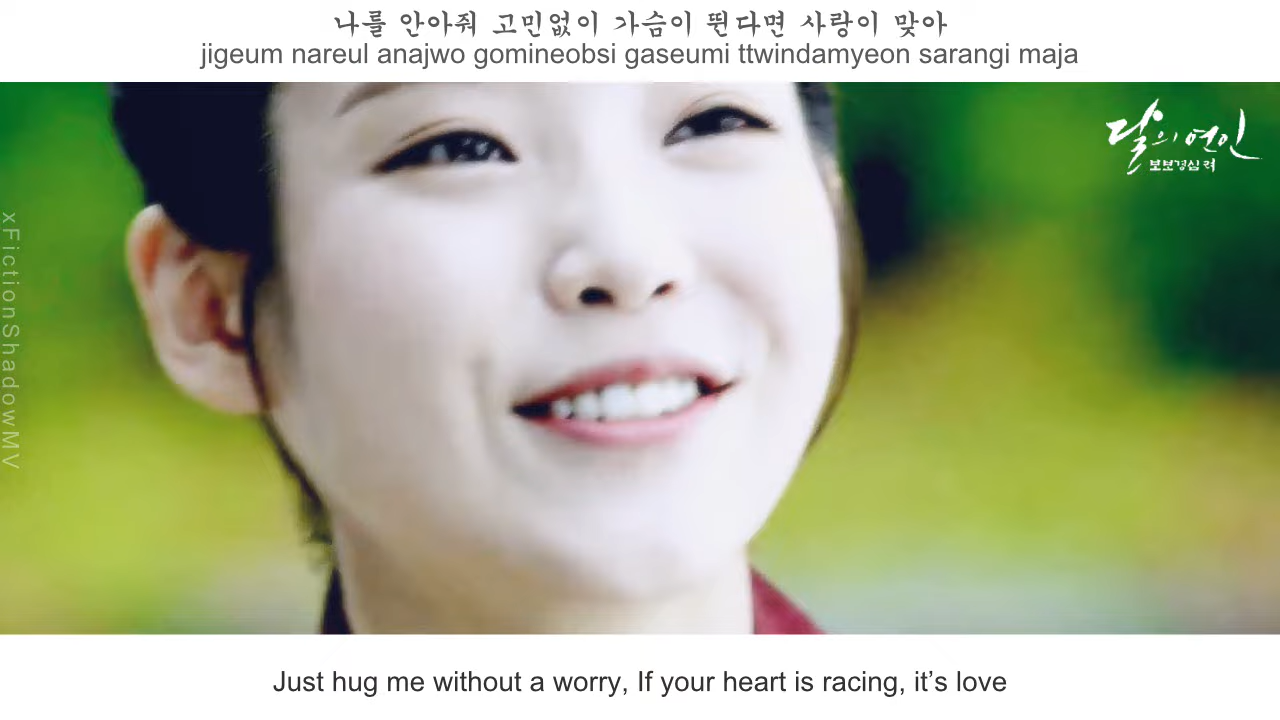 나를 안아줘 고민없이 가슴이 뛴다면 사랑이 맞아
jigeum nareul anajwo gomineobsi gaseumi ttwindamyeon sarangi maja
달의 연인
보보경심 려
xFictionShadowMV
Just hug me without a worry, If your heart is racing, it’s love